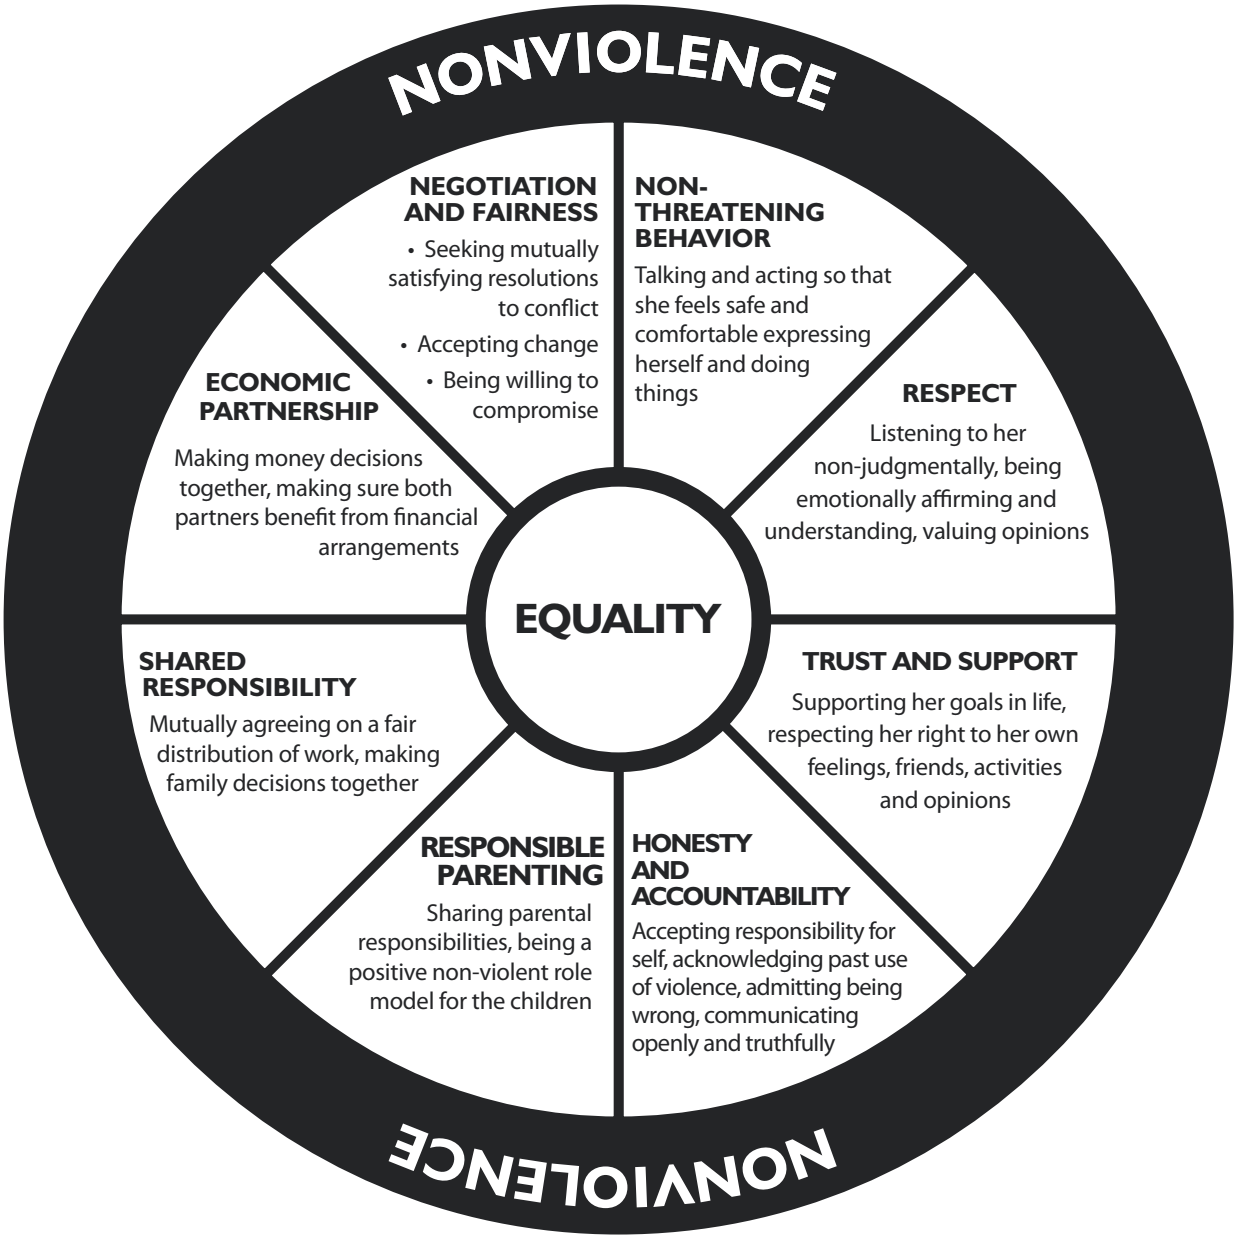 NONVIOLENCE
NEGOTIATION
AND FAIRNESS
• Seeking mutually
satisfying resolutions
to conflict
• Accepting change
• Being willing to
compromise
NON-
THREATENING
BEHAVIOR
Talking and acting so that
she feels safe and
comfortable expressing
herself and doing
things
RESPECT
Listening to her
non-judgmentally, being
emotionally affirming and
understanding, valuing opinions
TRUST AND SUPPORT
Supporting her goals in life,
respecting her right to her own
feelings, friends, activities
and opinions
HONESTY
AND
ACCOUNTABILITY
Accepting responsibility for
self, acknowledging past use
of violence, admitting being
wrong, communicating
openly and truthfully
RESPONSIBLE
PARENTING
Sharing parental
responsibilities, being a
positive non-violent role
model for the children
SHARED
RESPONSIBILITY
Mutually agreeing on a fair
distribution of work, making
family decisions together
ECONOMIC
PARTNERSHIP
Making money decisions
together, making sure both
partners benefit from financial
arrangements
EQUALITY
NONVIOLENCE